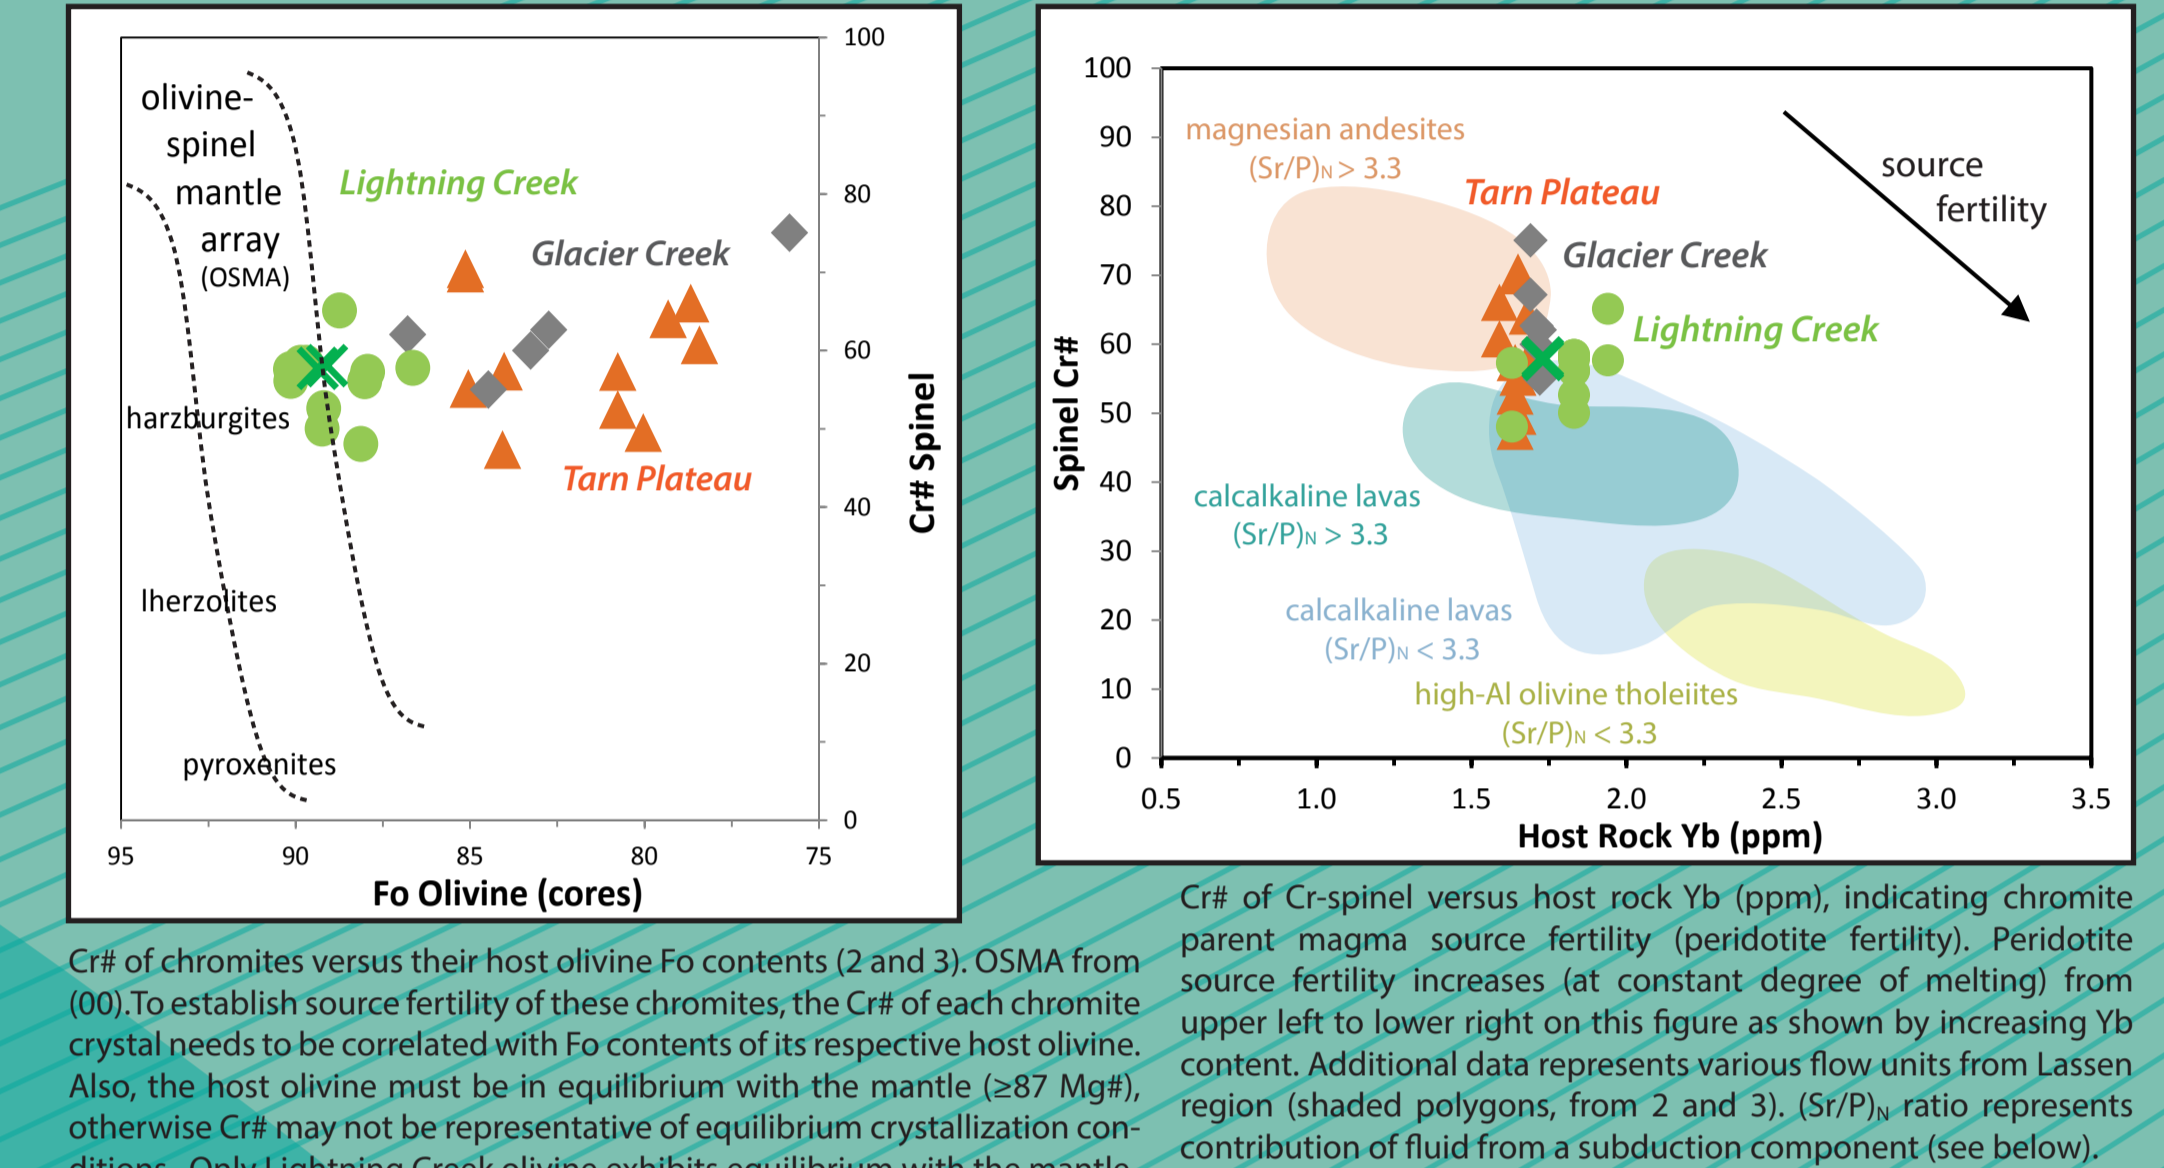 100
80
60
40
20
0
95 90 85 80 75
Fo Olivine (cores)
Cr# Spinel
olivine-
spinel
mantle
array
(OSMA)
Lightning Creek
Glacier Creek
Tarn Plateau
harzburgites
lherzolites
pyroxenites
Cr# of chromites versus their host olivine Fo contents (2 and 3). OSMA from
(00).To establish source fertility of these chromites, the Cr# of each chromite
crystal needs to be correlated with Fo contents of its respective host olivine.
Also, the host olivine must be in equilibrium with the mantle (≥87 Mg#),
otherwise Cr# may not be representative of equilibrium crystallization con-
ditions. Only Lightning Creek olivine exhibits equilibrium with the mantle
100
90
80
70
60
50
40
30
20
10
0
0.5 1.0 1.5 2.0 2.5 3.0 3.5
Spinel Cr#
Host Rock Yb (ppm)
magnesian andesites
(Sr/P)N > 3.3
Tarn Plateau
Glacier Creek
Lightning Creek
source
fertility
calcalkaline lavas
(Sr/P)N > 3.3
calcalkaline lavas
(Sr/P)N < 3.3
high-Al olivine tholeiites
(Sr/P)N < 3.3
Cr# of Cr-spinel versus host rock Yb (ppm), indicating chromite
parent magma source fertility (peridotite fertility). Peridotite
source fertility increases (at constant degree of melting) from
upper left to lower right on this figure as shown by increasing Yb
content. Additional data represents various flow units from Lassen
region (shaded polygons, from 2 and 3). (Sr/P)N ratio represents
contribution of fluid from a subduction component (see below).